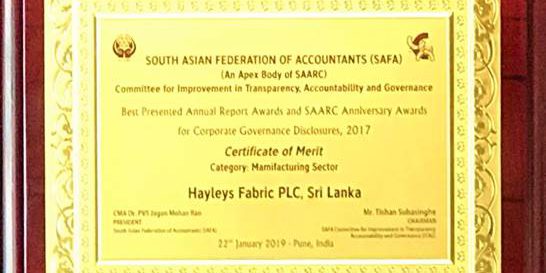 SOUTH ASIAN FEDERATION OF ACCOUNTANTS (SAFA)
(An Apex Body of SAARC)
Committee for Improvement in Transparency, Accountability and Governance
Best Presented Annual Report Awards and SAARC Anniversary Awards
for Corporate Governance Disclosures, 2017
Certificate of Merit
Category: Manufacturing Sector
Hayleys Fabric PLC, Sri Lanka
CMA Dr. PVS Jagan Mohan Rao
PRESIDENT
South Asian Federation of Accountants (SAFA)
Mr. Tishan Subasinghe
CHAIRMAN
SAFA Committee for Improvement in Transparency
Accountability and Governance (ITAG)
22nd January 2019 - Pune, India